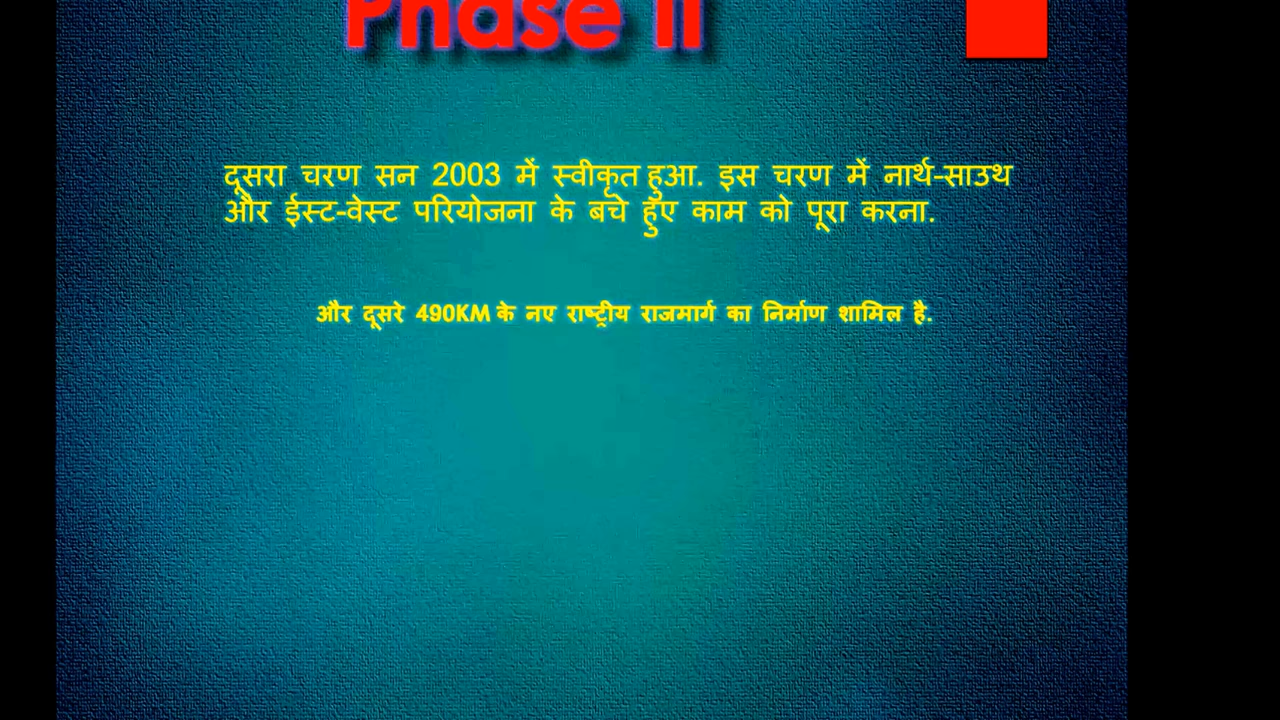 Phase II
दूसरा चरण सन 2003 में स्वीकृत हुआ. इस चरण में नार्थ-साउथ
और ईस्ट-वेस्ट परियोजना के बचे हुए काम को पूरा करना.
और दूसरे 490KM के नए राष्ट्रीय राजमार्ग का निर्माण शामिल है.